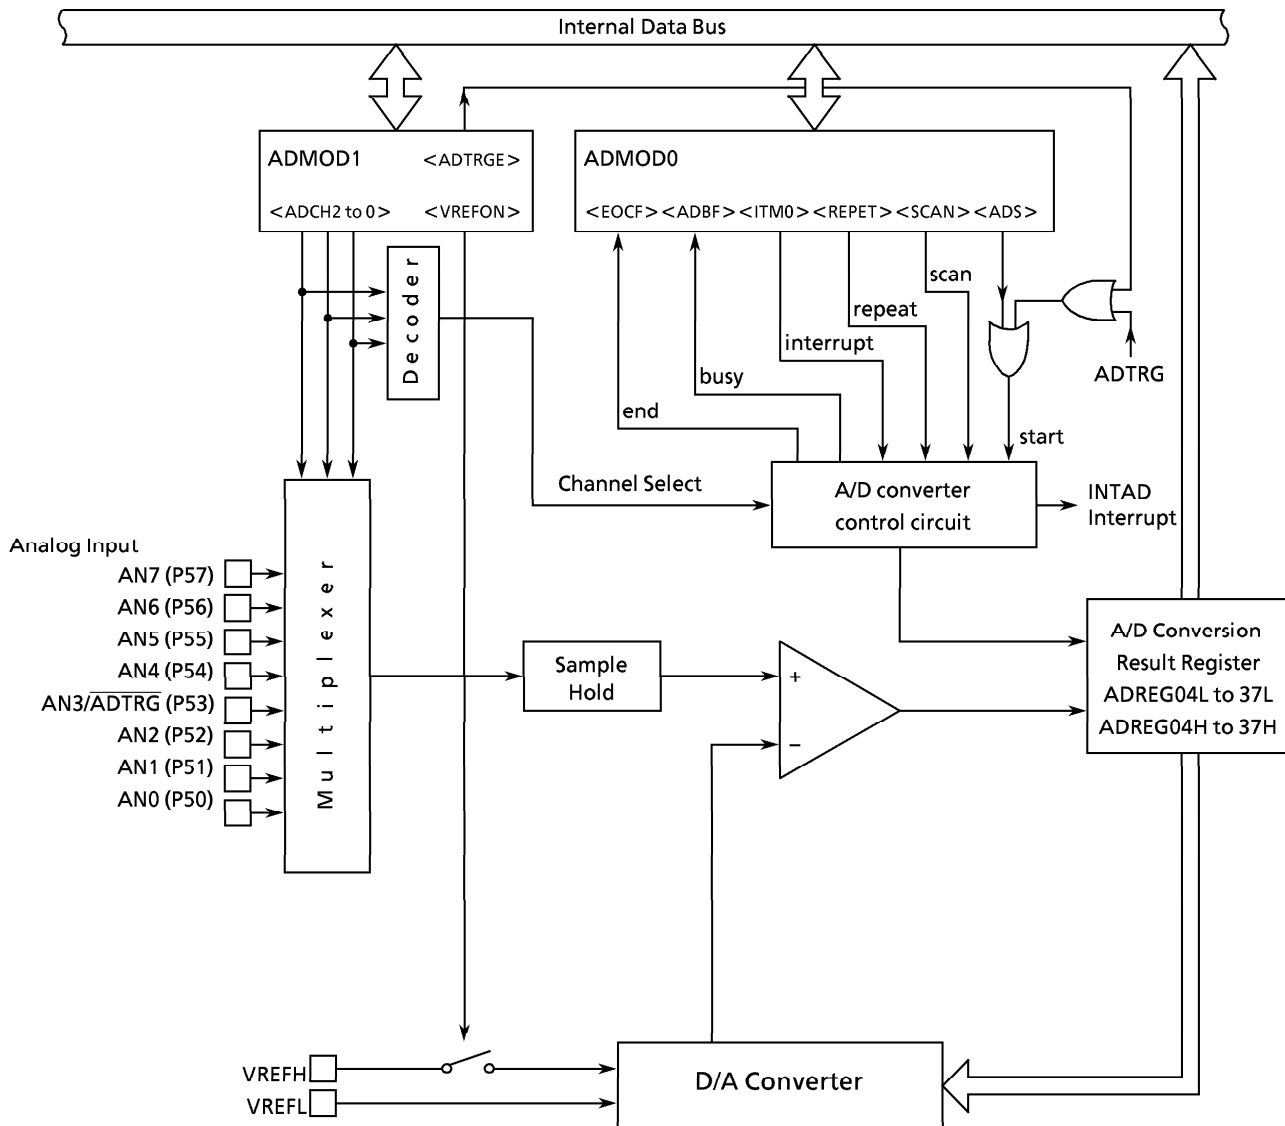 Internal Data Bus
ADMOD1
<ADTRGE>
<ADCH2 to 0>
<VREFON>
ADMOD0
<EOCF>
<ADBF>
<ITM0>
<REPET>
<SCAN>
<ADS>
Decoder
scan
repeat
interrupt
busy
end
start
ADTRG
Channel Select
A/D converter
control circuit
INTAD
Interrupt
Analog Input
AN7 (P57)
AN6 (P56)
AN5 (P55)
AN4 (P54)
AN3/ADTRG (P53)
AN2 (P52)
AN1 (P51)
AN0 (P50)
Multiplexer
Sample
Hold
+
−
A/D Conversion
Result Register
ADREG04L to 37L
ADREG04H to 37H
VREFH
VREFL
D/A Converter